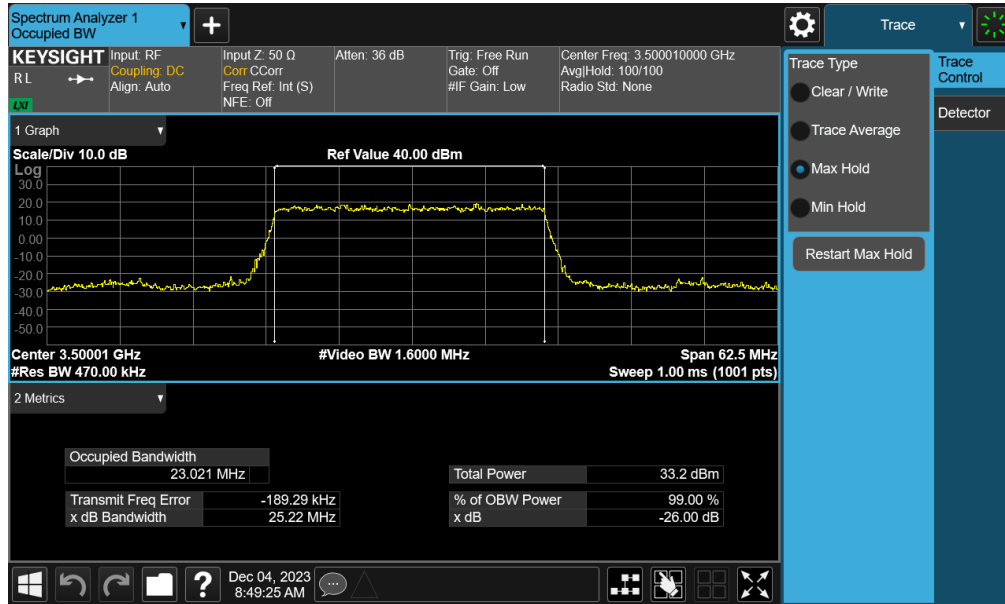 Spectrum Analyzer 1
Occupied BW
Trace
KEYSIGHT
R L
LXI
Input: RF
Coupling: DC
Align: Auto
Input Z: 50 Ω
Corr CCorr
Freq Ref: Int (S)
NFE: Off
Atten: 36 dB
Trig: Free Run
Gate: Off
#IF Gain: Low
Center Freq: 3.500010000 GHz
Avg|Hold: 100/100
Radio Std: None
1 Graph
Scale/Div 10.0 dB
Ref Value 40.00 dBm
Log
30.0
20.0
10.0
0.00
-10.0
-20.0
-30.0
-40.0
-50.0
Center 3.50001 GHz
#Video BW 1.6000 MHz
Span 62.5 MHz
#Res BW 470.00 kHz
Sweep 1.00 ms (1001 pts)
2 Metrics
Occupied Bandwidth
23.021 MHz
Total Power 33.2 dBm
Transmit Freq Error -189.29 kHz
% of OBW Power 99.00 %
x dB Bandwidth 25.22 MHz
x dB -26.00 dB
Trace Type
Clear / Write
Trace Average
Max Hold
Min Hold
Restart Max Hold
Trace
Control
Detector
?
Dec 04, 2023
8:49:25 AM